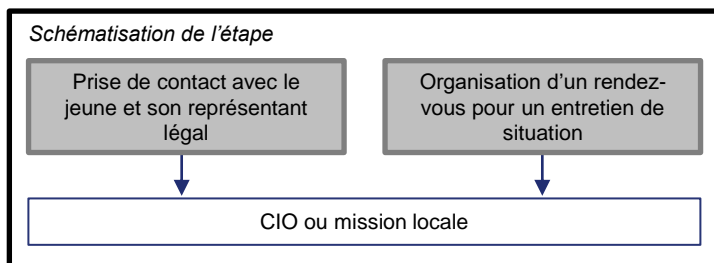 Schématisation de l'étape
Prise de contact avec le
jeune et son représentant
légal
Organisation d'un rendez-
vous pour un entretien de
situation
CIO ou mission locale